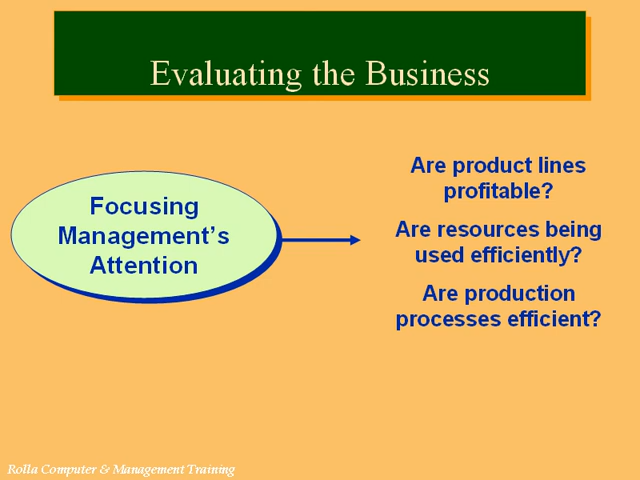 Evaluating the Business
Focusing
Management's
Attention
Are product lines
profitable?
Are resources being
used efficiently?
Are production
processes efficient?
Rolla Computer & Management Training